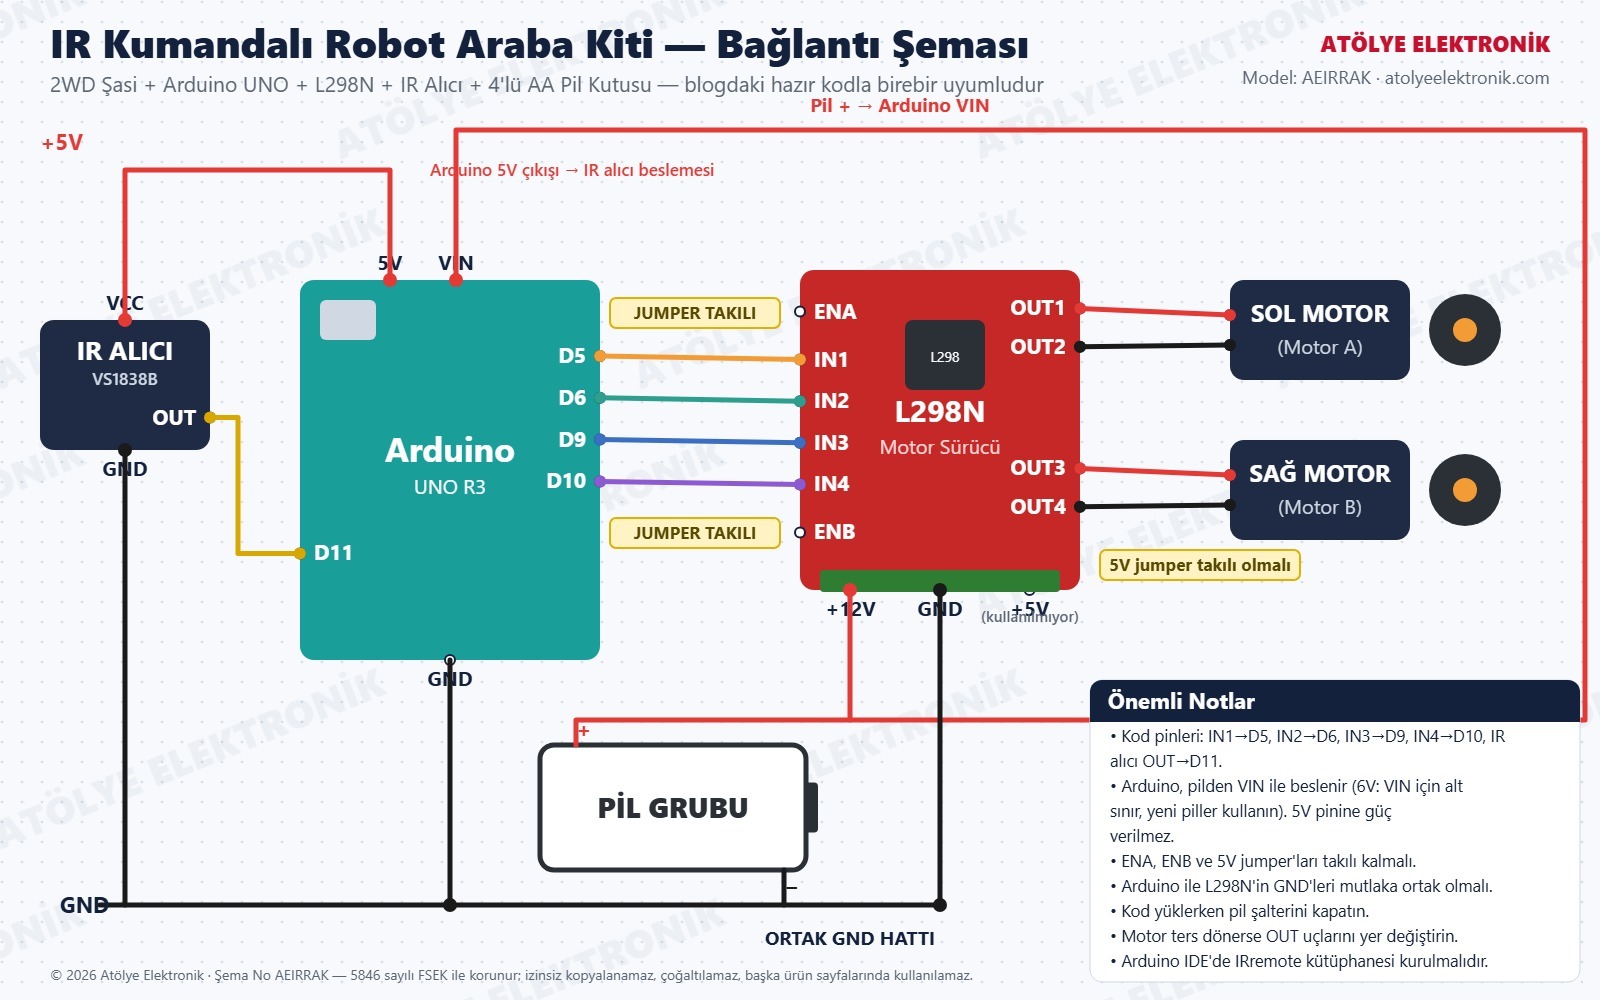 IR Kumandalı Robot Araba Kiti — Bağlantı Şeması
ATÖLYE ELEKTRONİK
2WD Şasi + Arduino UNO + L298N + IR Alıcı + 4'lü AA Pil Kutusu — blogdaki hazır kodla birebir uyumludur
Model: AEIRRAK · atolyeelektronik.com
Pil + → Arduino VIN
+5V
Arduino 5V çıkışı → IR alıcı beslemesi
5V
VIN
VCC
IR ALICI
VS1838B
OUT
GND
Arduino
UNO R3
D5
D6
D9
D10
D11
GND
JUMPER TAKILI
JUMPER TAKILI
ENA
IN1
IN2
IN3
IN4
ENB
L298
L298N
Motor Sürücü
OUT1
OUT2
OUT3
OUT4
+12V
GND
+5V
(kullanılmıyor)
SOL MOTOR
(Motor A)
SAĞ MOTOR
(Motor B)
5V jumper takılı olmalı
+
PİL GRUBU
–
GND
ORTAK GND HATTI
Önemli Notlar
• Kod pinleri: IN1→D5, IN2→D6, IN3→D9, IN4→D10, IR
alıcı OUT→D11.
• Arduino, pilden VIN ile beslenir (6V: VIN için alt
sınır, yeni piller kullanın). 5V pinine güç
verilmez.
• ENA, ENB ve 5V jumper'ları takılı kalmalı.
• Arduino ile L298N'in GND'leri mutlaka ortak olmalı.
• Kod yüklerken pil şalterini kapatın.
• Motor ters dönerse OUT uçlarını yer değiştirin.
• Arduino IDE'de IRremote kütüphanesi kurulmalıdır.
© 2026 Atölye Elektronik · Şema No AEIRRAK — 5846 sayılı FSEK ile korunur; izinsiz kopyalanamaz, çoğaltılamaz, başka ürün sayfalarında kullanılamaz.